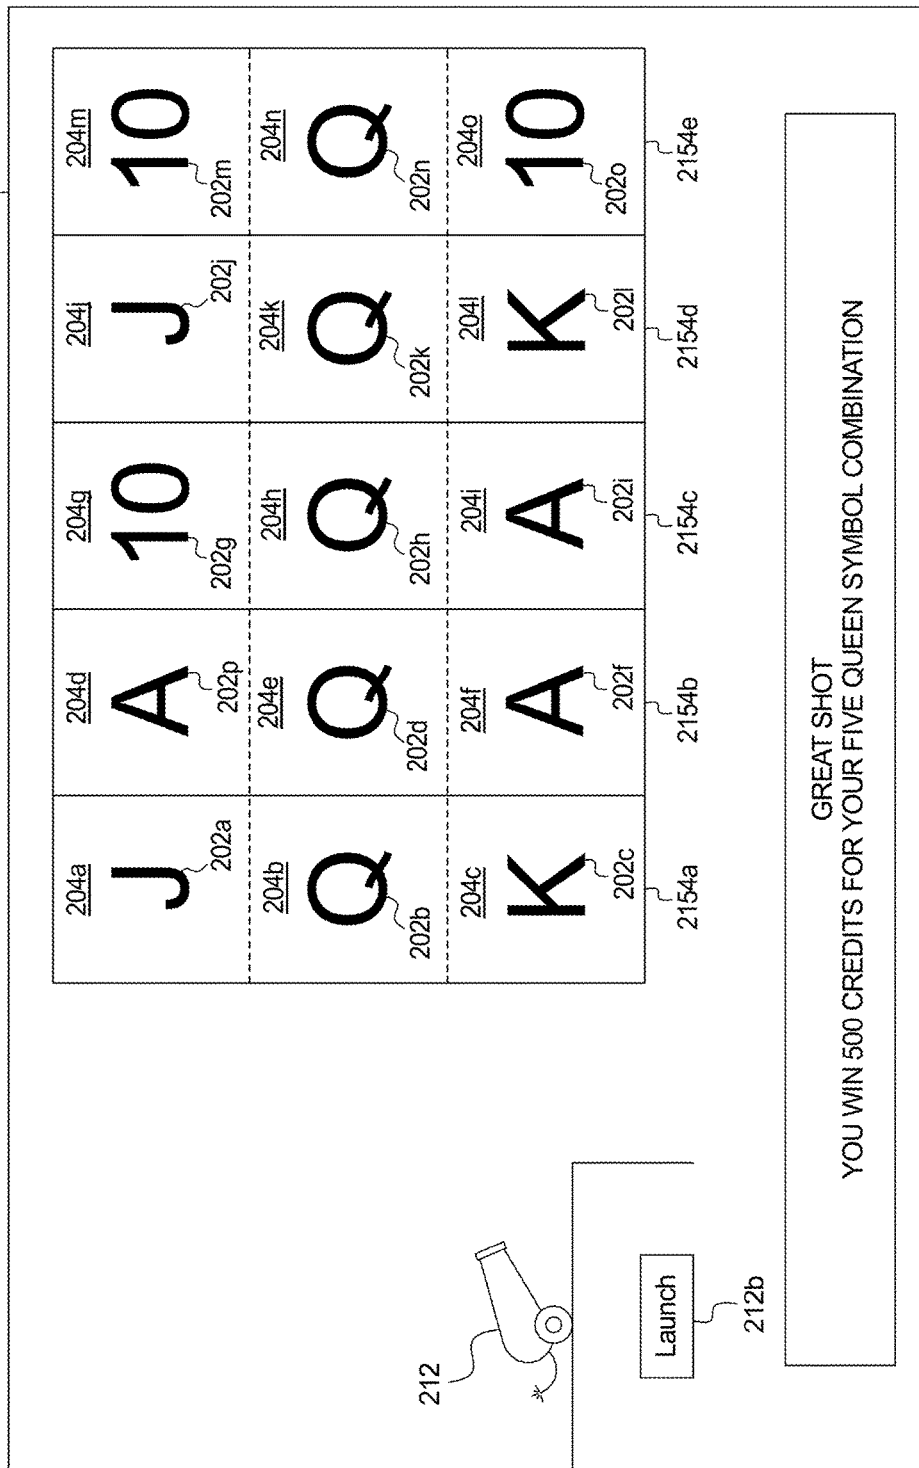 204a 204d 204g 204j 204m
J A 10 J 10
202a 202p 202g 202j 202m
204b 204e 204h 204k 204n
Q Q Q Q Q
202b 202d 202h 202k 202n
204c 204f 204i 204l 204o
K A A K 10
202c 202f 202i 202l 202o
2154a 2154b 2154c 2154d 2154e
212
Launch
212b
GREAT SHOT
YOU WIN 500 CREDITS FOR YOUR FIVE QUEEN SYMBOL COMBINATION